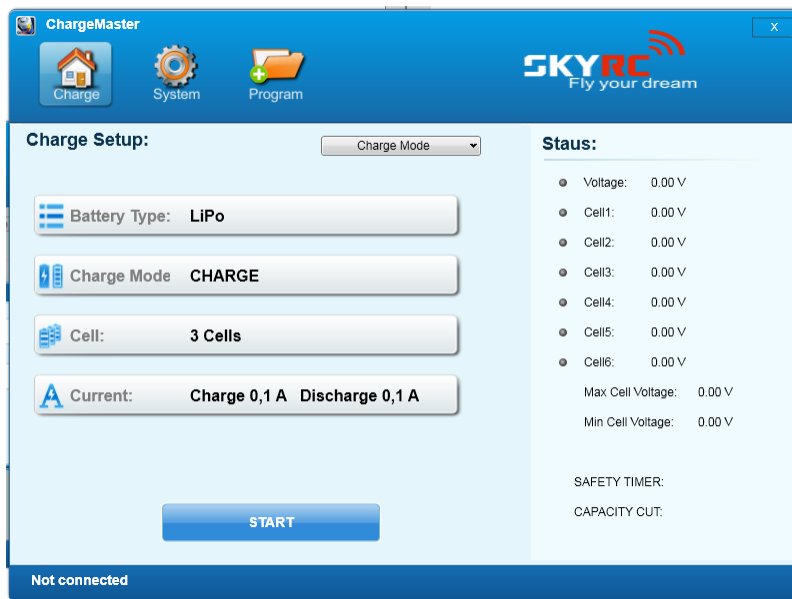 ChargeMaster
X
Charge
System
Program
SKYRC
Fly your dream
Charge Setup:
Charge Mode
Battery Type: LiPo
Charge Mode CHARGE
Cell: 3 Cells
Current: Charge 0,1 A Discharge 0,1 A
START
Staus:
Voltage: 0.00 V
Cell1: 0.00 V
Cell2: 0.00 V
Cell3: 0.00 V
Cell4: 0.00 V
Cell5: 0.00 V
Cell6: 0.00 V
Max Cell Voltage: 0.00 V
Min Cell Voltage: 0.00 V
SAFETY TIMER:
CAPACITY CUT:
Not connected